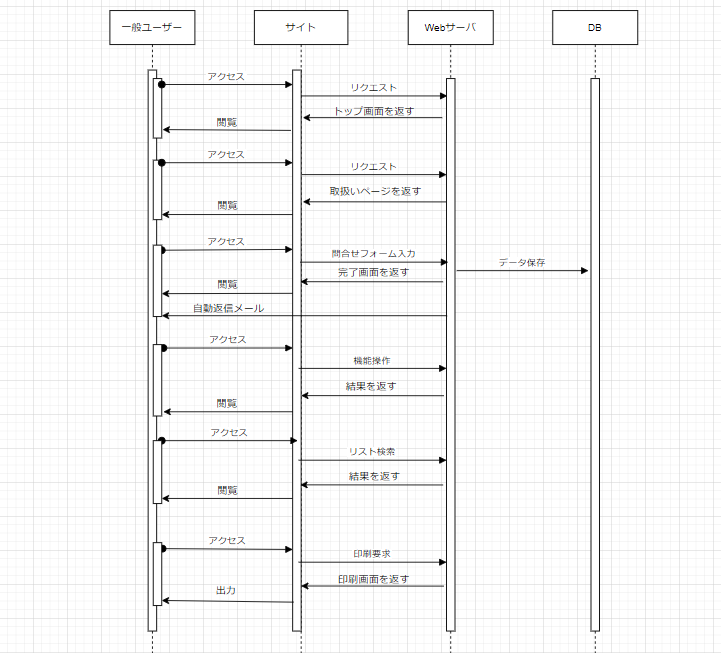 一般ユーザー
サイト
Webサーバ
DB
アクセス
リクエスト
トップ画面を返す
閲覧
アクセス
リクエスト
取扱いページを返す
閲覧
アクセス
問合せフォーム入力
データ保存
完了画面を返す
閲覧
自動返信メール
アクセス
機能操作
結果を返す
閲覧
アクセス
リスト検索
結果を返す
閲覧
アクセス
印刷要求
印刷画面を返す
出力